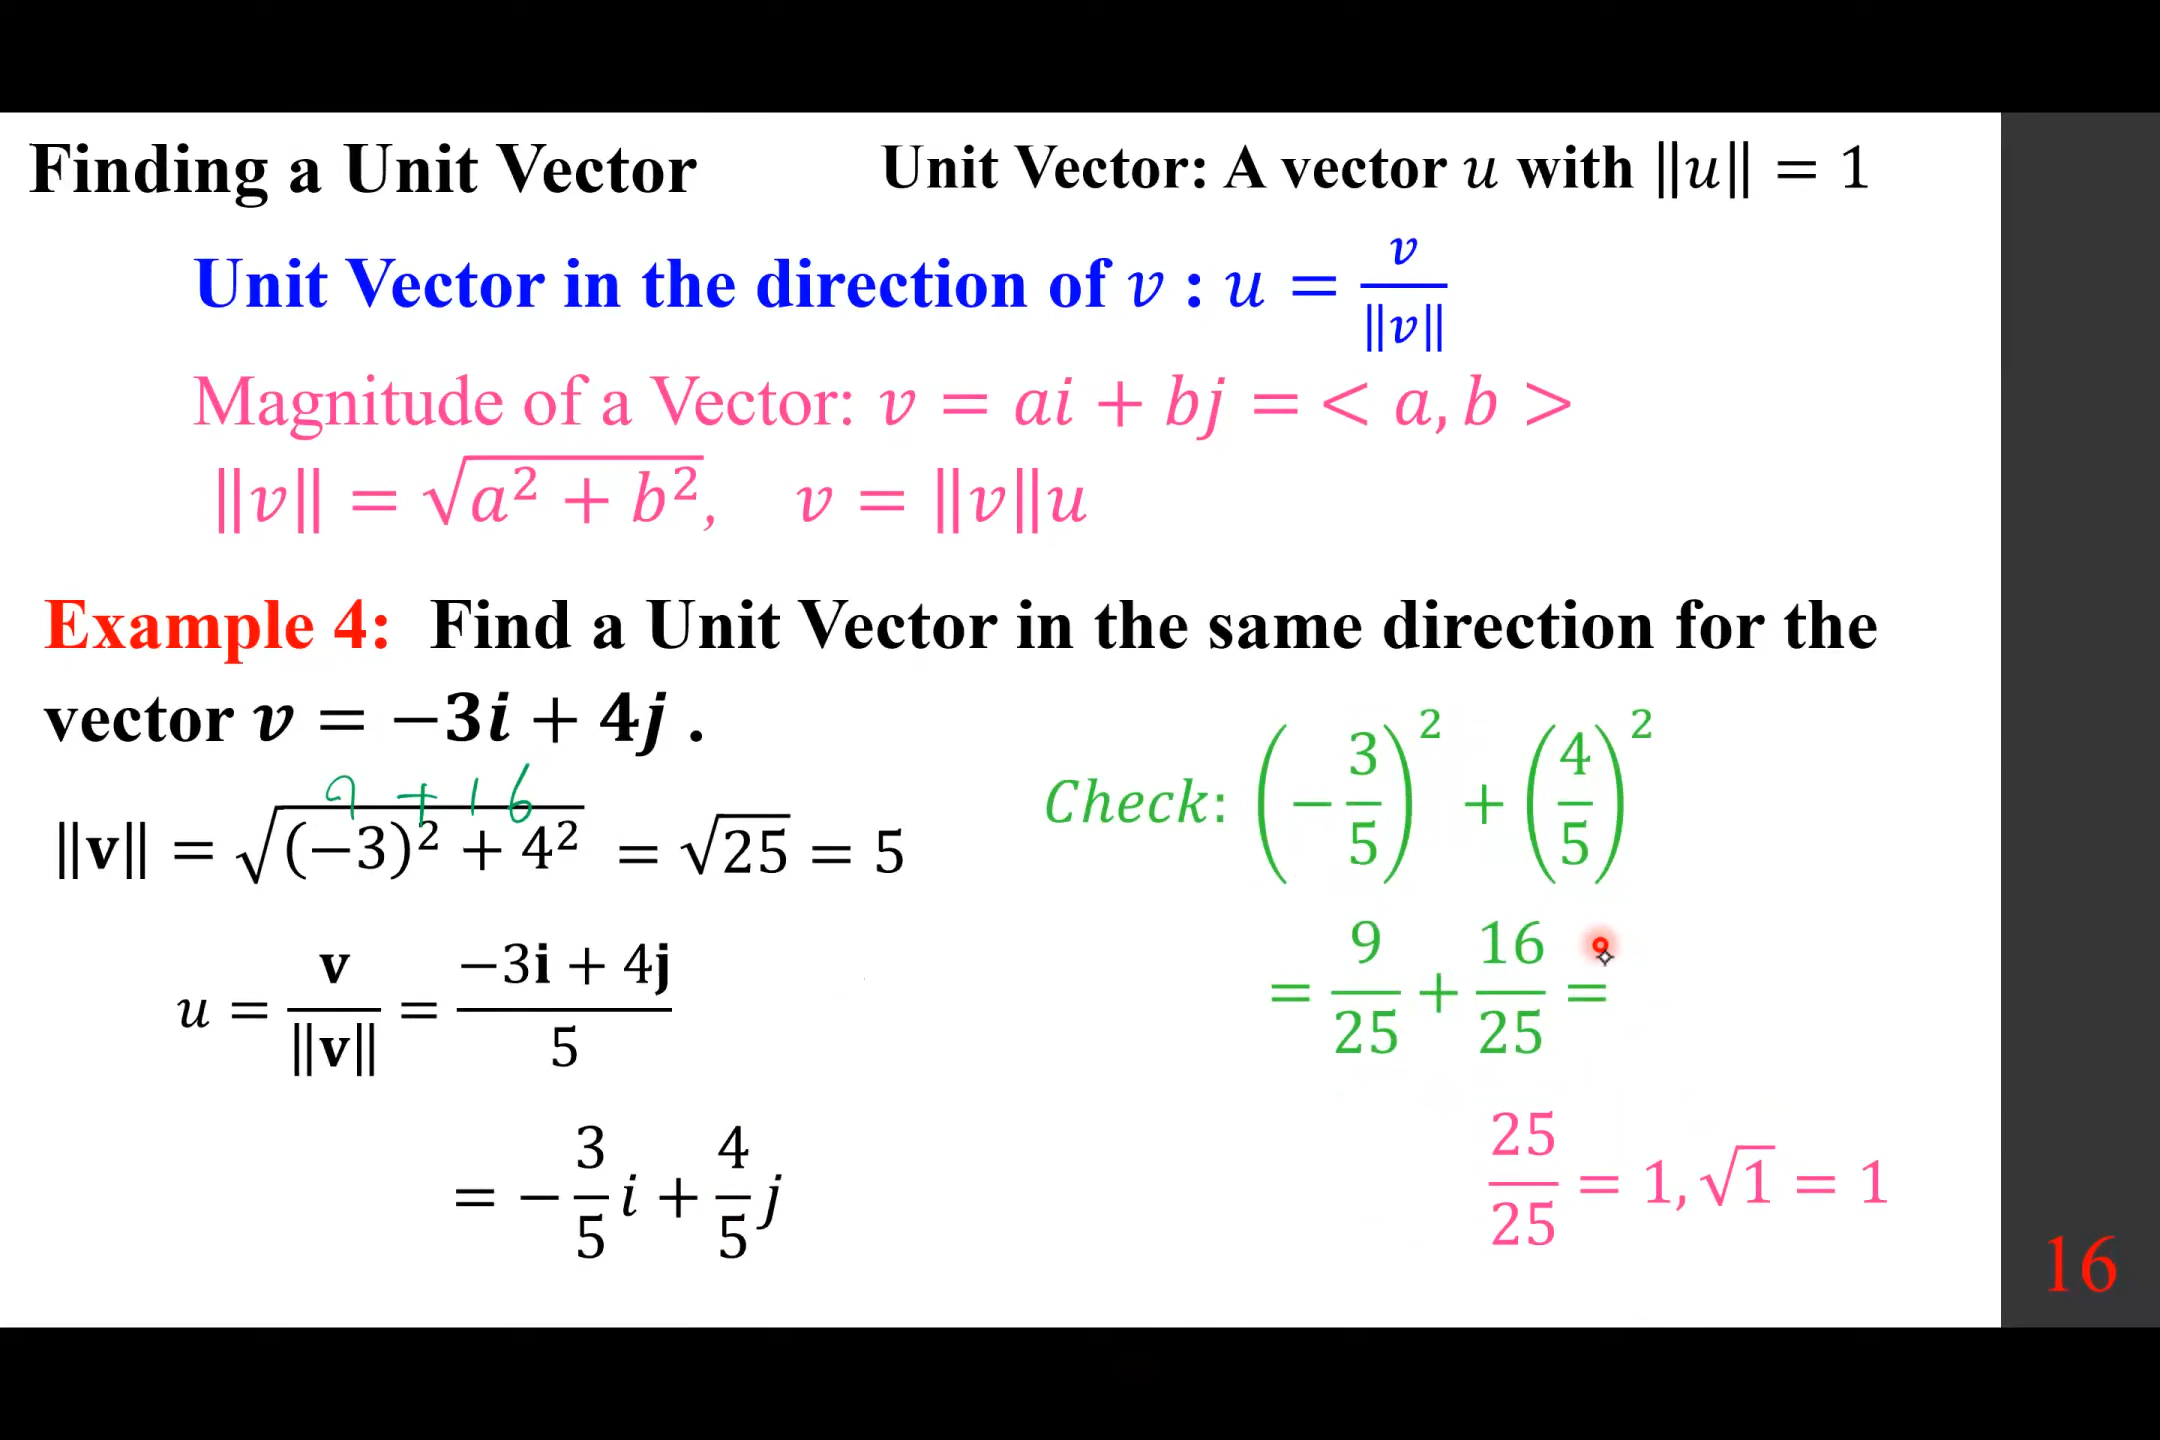 Finding a Unit Vector
Unit Vector: A vector u with ‖u‖ = 1
Unit Vector in the direction of v : u = v/‖v‖
Magnitude of a Vector: v = ai + bj = < a, b >
‖v‖ = √(a² + b²), v = ‖v‖u
Example 4: Find a Unit Vector in the same direction for the
vector v = −3i + 4j .
9 + 16
‖v‖ = √((−3)² + 4²) = √25 = 5
u = v/‖v‖ = (−3i + 4j)/5
= −3/5 i + 4/5 j
Check: (−3/5)² + (4/5)²
= 9/25 + 16/25 =
25/25 = 1, √1 = 1
16